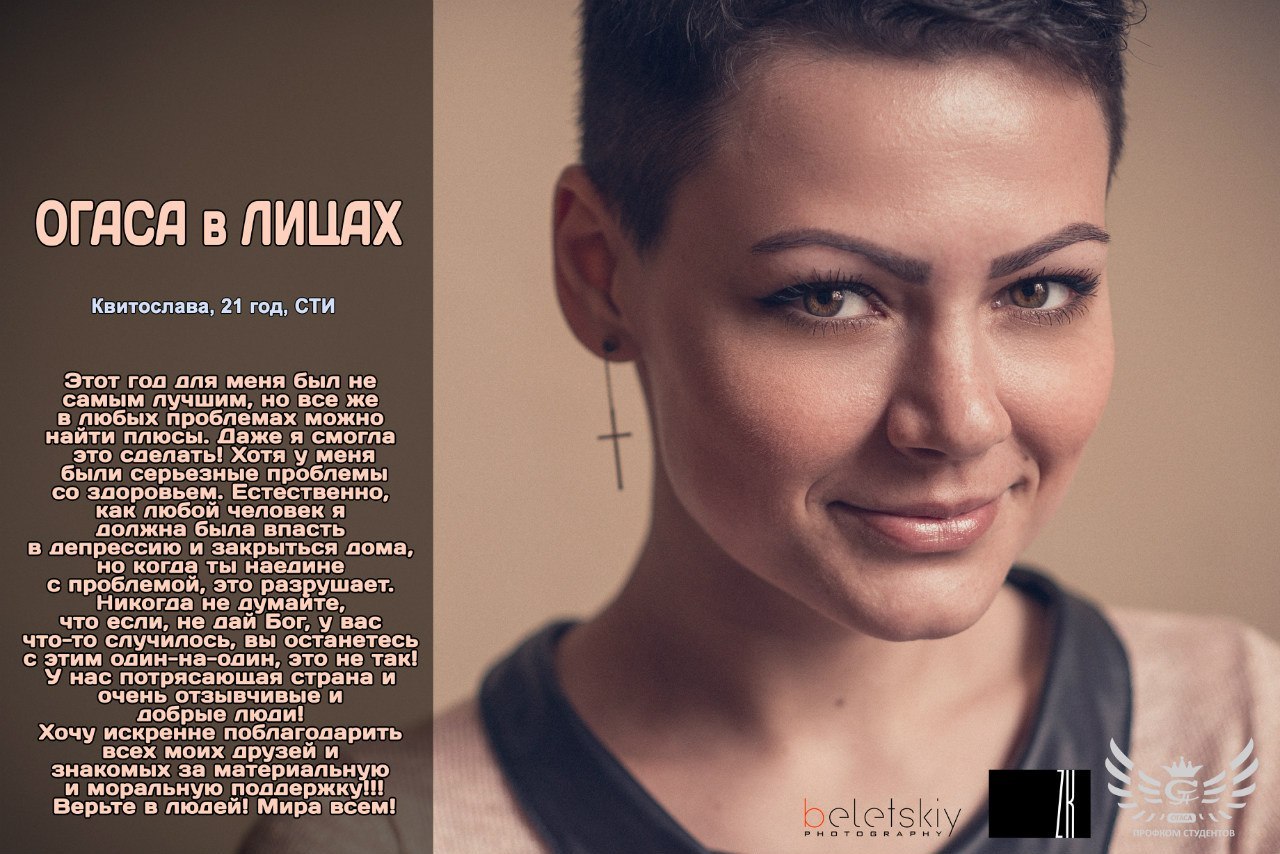 ОГАСА в ЛИЦАХ
Квитослава, 21 год, СТИ
Этот год для меня был не
самым лучшим, но все же
в любых проблемах можно
найти плюсы. Даже я смогла
это сделать! Хотя у меня
были серьезные проблемы
со здоровьем. Естественно,
как любой человек я
должна была впасть
в депрессию и закрыться дома,
но когда ты наедине
с проблемой, это разрушает.
Никогда не думайте,
что если, не дай Бог, у вас
что-то случилось, вы останетесь
с этим один-на-один, это не так!
У нас потрясающая страна и
очень отзывчивые и
добрые люди!
Хочу искренне поблагодарить
всех моих друзей и
знакомых за материальную
и моральную поддержку!!!
Верьте в людей! Мира всем!
beletskiy
PHOTOGRAPHY
ZK
ОГАСА
ПРОФКОМ СТУДЕНТОВ